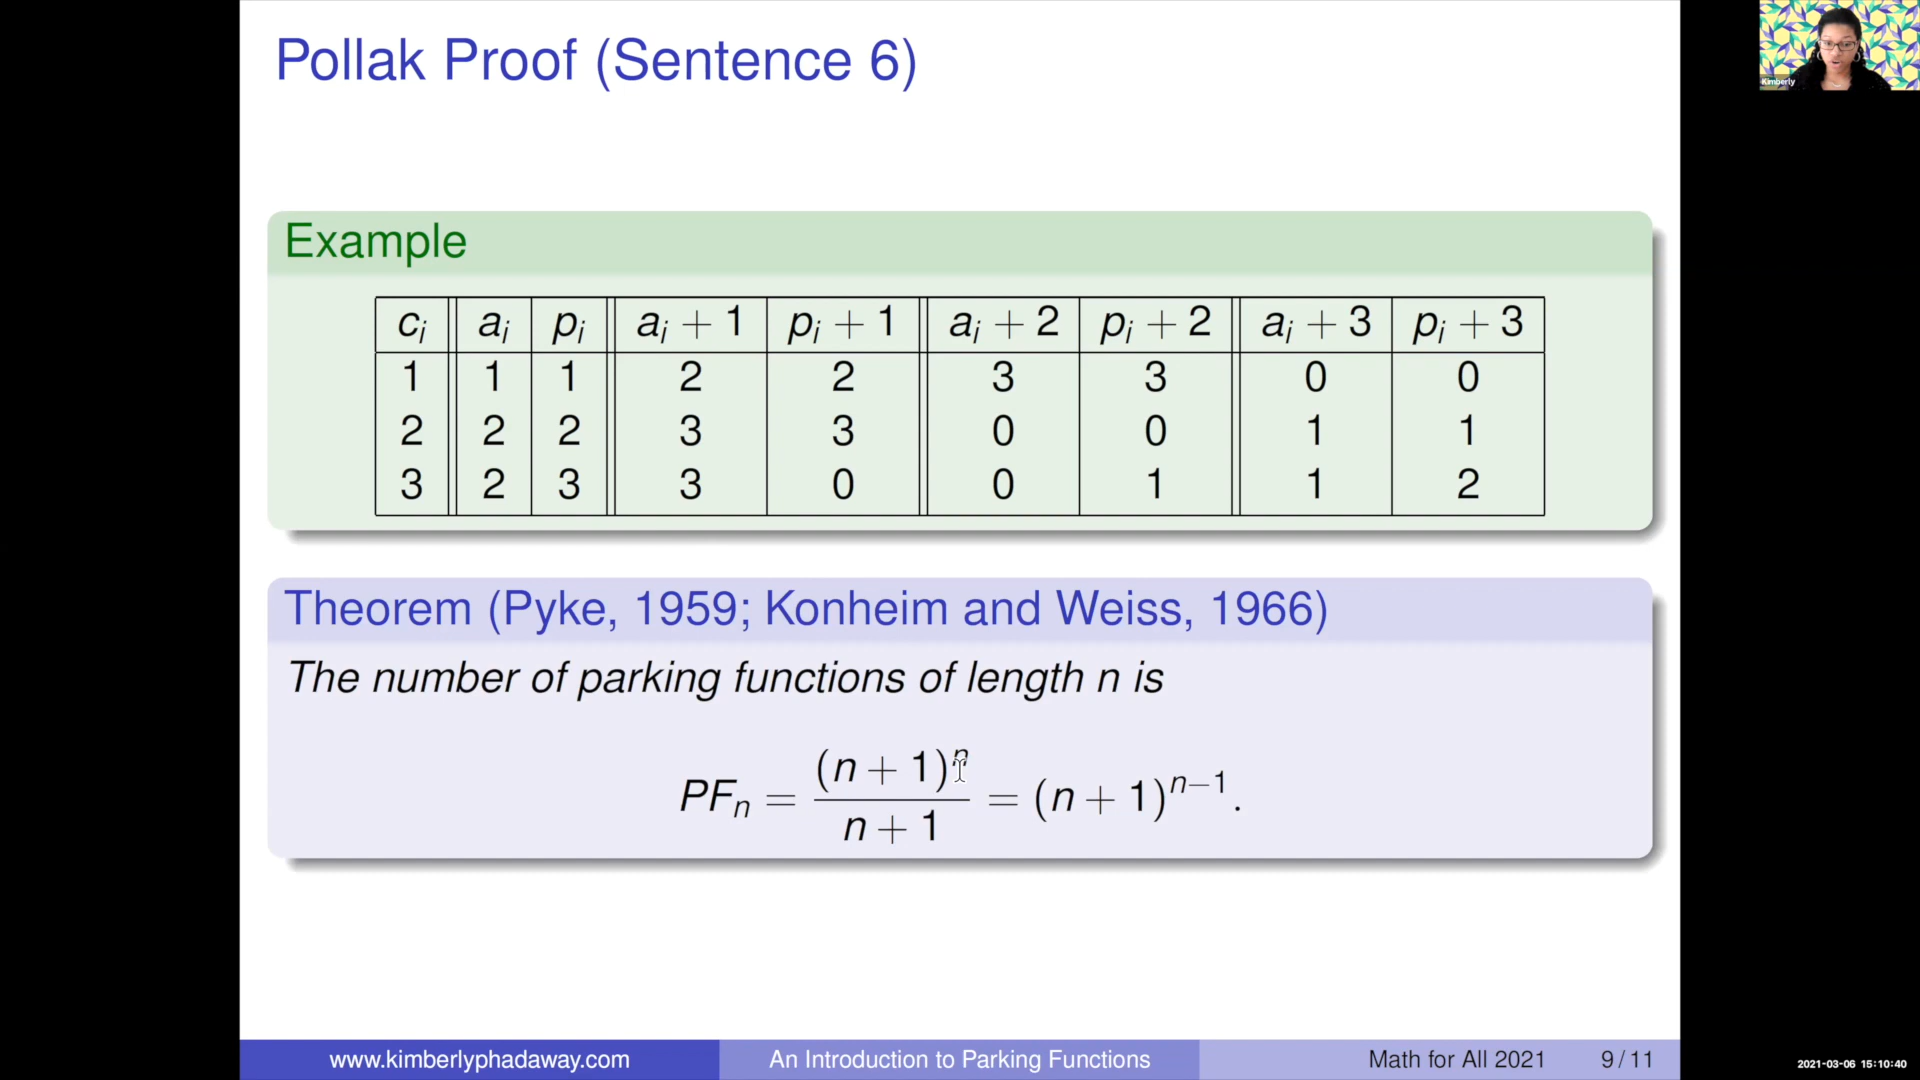 Pollak Proof (Sentence 6)
Kimberly
Example
c_i a_i p_i a_i + 1 p_i + 1 a_i + 2 p_i + 2 a_i + 3 p_i + 3
1 1 1 2 2 3 3 0 0
2 2 2 3 3 0 0 1 1
3 2 3 3 0 0 1 1 2
Theorem (Pyke, 1959; Konheim and Weiss, 1966)
The number of parking functions of length n is
PF_n = (n + 1)^n / (n + 1) = (n + 1)^{n−1}.
www.kimberlyphadaway.com An Introduction to Parking Functions Math for All 2021 9 / 11
2021-03-06 15:10:40